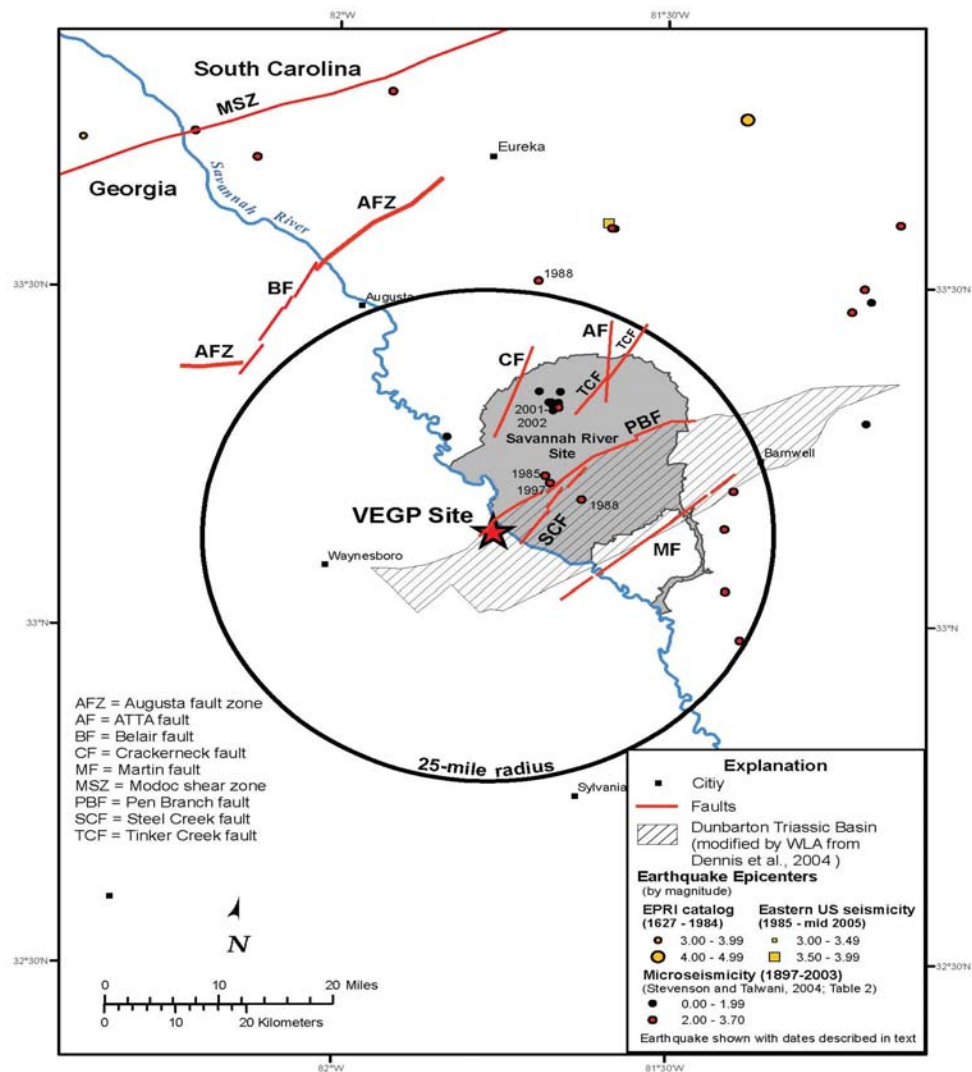 82°W
81°30'W
South Carolina
MSZ
Eureka
Georgia
Savannah River
AFZ
1988
33°30'N
33°30'N
BF
Augusta
AFZ
AF
TCF
CF
TCF
2001-
2002
PBF
Savannah River
Site
Barnwell
1985
1997
1988
VEGP Site
SCF
MF
Waynesboro
33°N
33°N
25-mile radius
Sylvania
AFZ = Augusta fault zone
AF = ATTA fault
BF = Belair fault
CF = Crackerneck fault
MF = Martin fault
MSZ = Modoc shear zone
PBF = Pen Branch fault
SCF = Steel Creek fault
TCF = Tinker Creek fault
N
32°30'N
32°30'N
0 20 Miles
0 10 20 Kilometers
Explanation
Citiy
Faults
Dunbarton Triassic Basin
(modified by WLA from
Dennis et al., 2004 )
Earthquake Epicenters
(by magnitude)
EPRI catalog
(1627 - 1984)
3.00 - 3.99
4.00 - 4.99
Eastern US seismicity
(1985 - mid 2005)
3.00 - 3.49
3.50 - 3.99
Microseismicity (1897-2003)
(Stevenson and Talwani, 2004; Table 2)
0.00 - 1.99
2.00 - 3.70
Earthquake shown with dates described in text
82°W
81°30'W